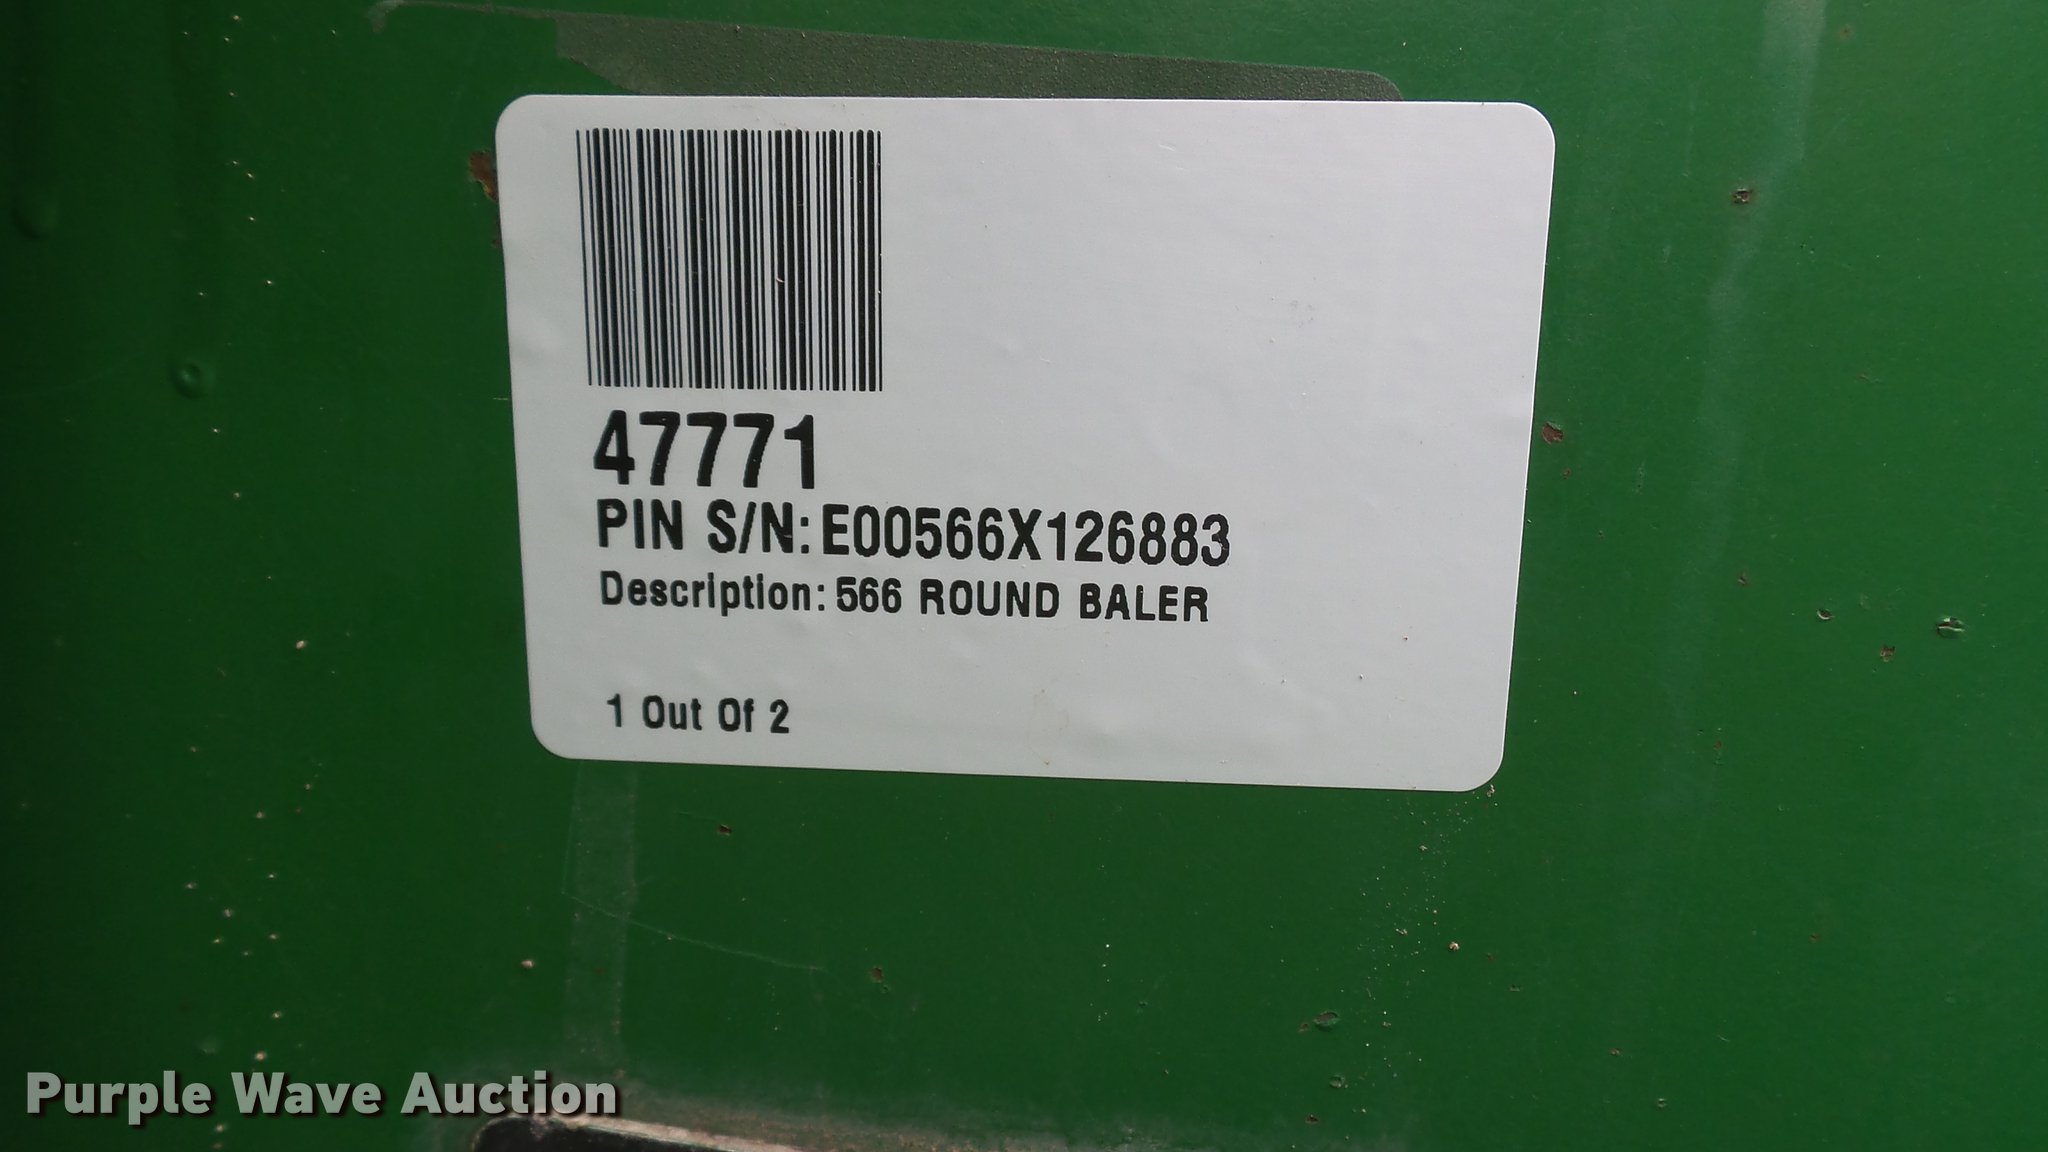 47771
PIN S/N: E00566X126883
Description: 566 ROUND BALER
1 Out Of 2
Purple Wave Auction